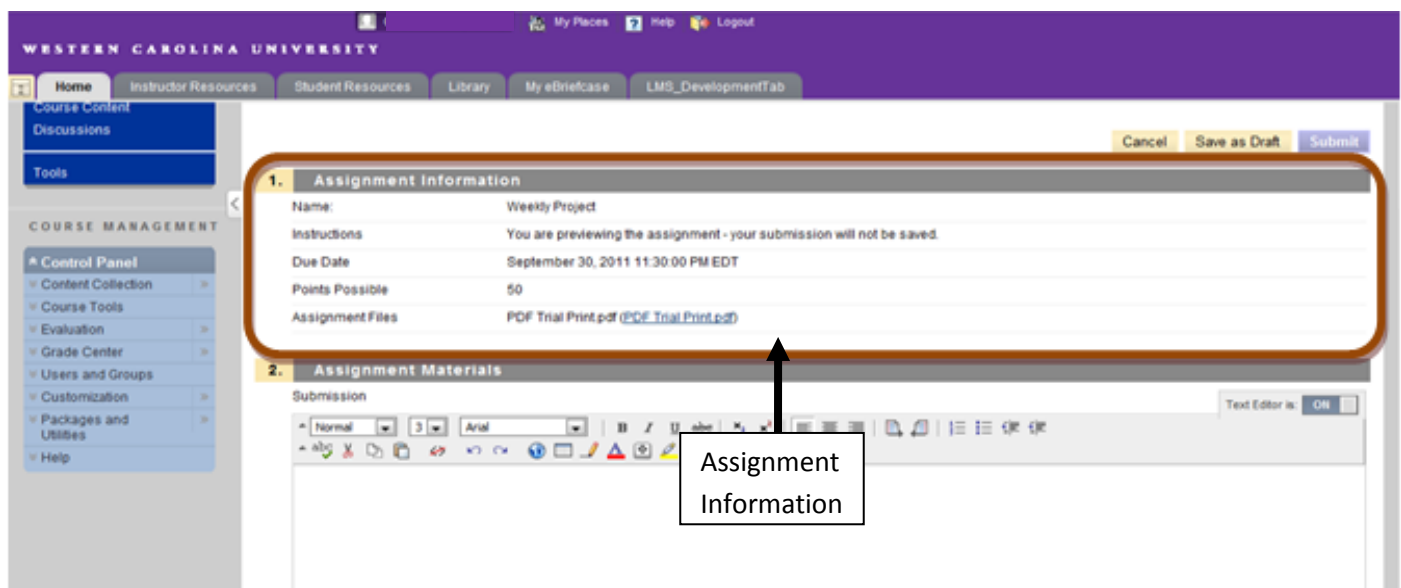 My Places Help Logout
WESTERN CAROLINA UNIVERSITY
Home Instructor Resources Student Resources Library My eBriefcase LMS_DevelopmentTab
Course Content
Discussions
Tools
COURSE MANAGEMENT
Control Panel
Content Collection
Course Tools
Evaluation
Grade Center
Users and Groups
Customization
Packages and
Utilities
Help
Cancel Save as Draft Submit
1. Assignment Information
Name: Weekly Project
Instructions You are previewing the assignment - your submission will not be saved.
Due Date September 30, 2011 11:30:00 PM EDT
Points Possible 50
Assignment Files PDF Trial Print.pdf (PDF Trial Print.pdf)
2. Assignment Materials
Submission
Text Editor is: ON
Normal 3 Arial B I U abc
Assignment
Information